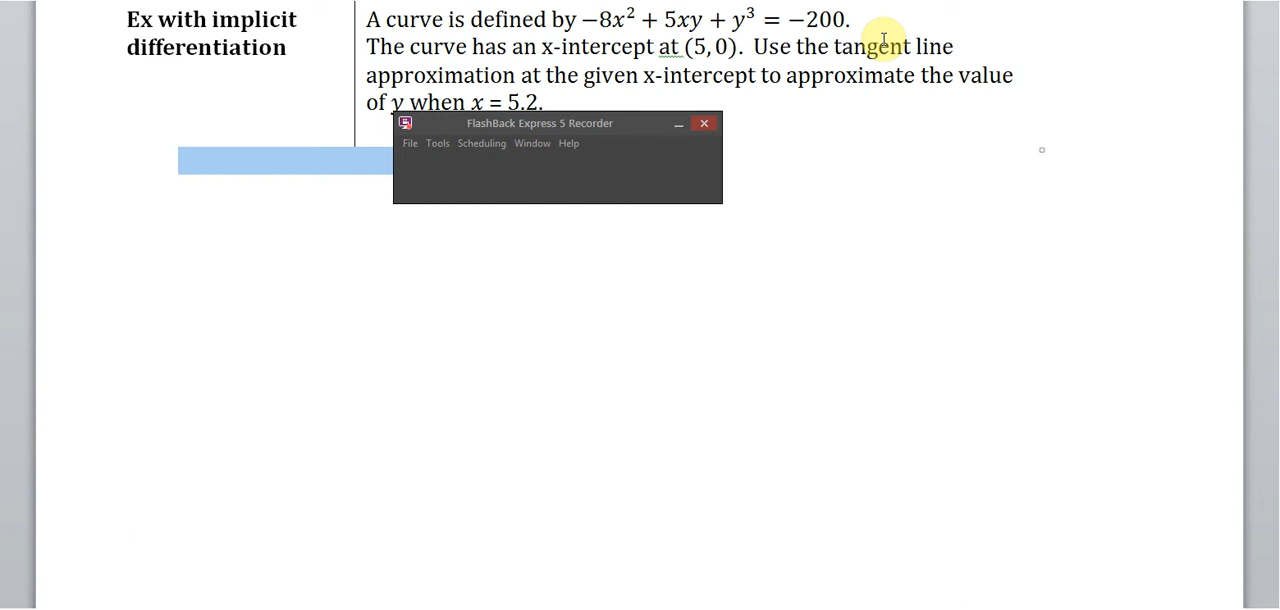 Ex with implicit
differentiation
A curve is defined by −8x² + 5xy + y³ = −200.
The curve has an x-intercept at (5, 0). Use the tangent line
approximation at the given x-intercept to approximate the value
of y when x = 5.2.
FlashBack Express 5 Recorder
File Tools Scheduling Window Help